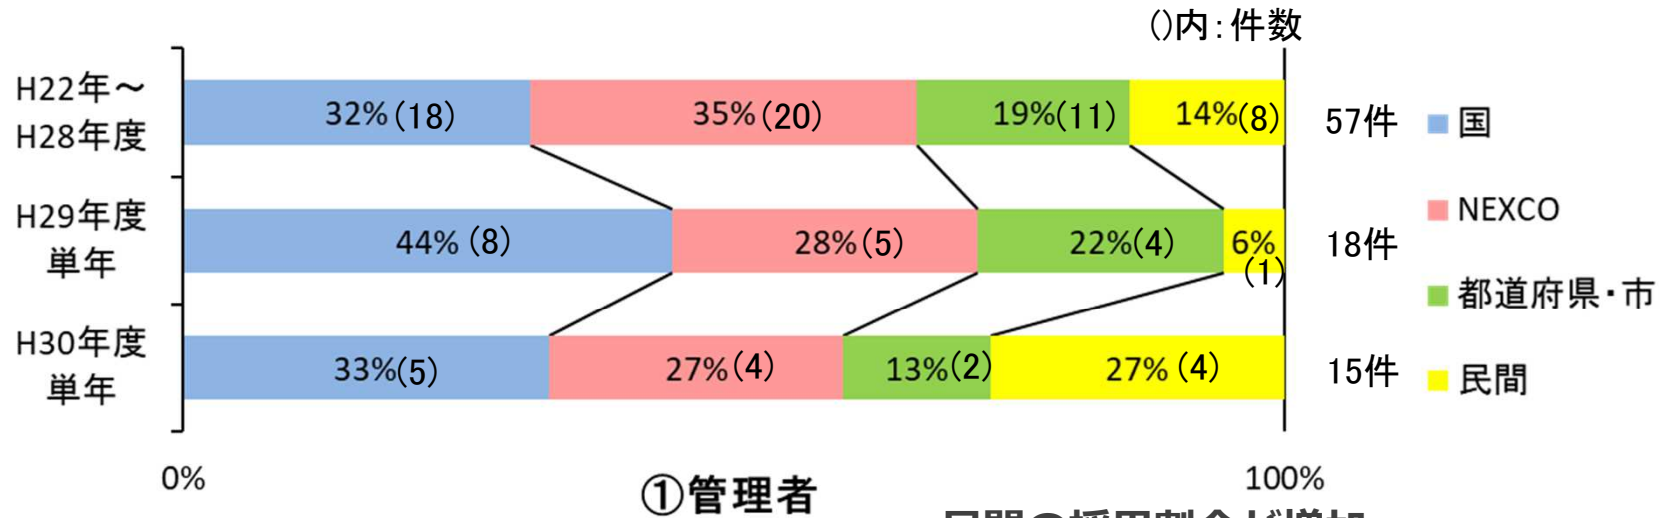 ()内：件数
H22年～
H28年度
32%(18) 35%(20) 19%(11) 14%(8) 57件
H29年度
単年
44%(8) 28%(5) 22%(4) 6%
(1)
18件
H30年度
単年
33%(5) 27%(4) 13%(2) 27%(4) 15件
国
NEXCO
都道府県・市
民間
0% 100%
①管理者